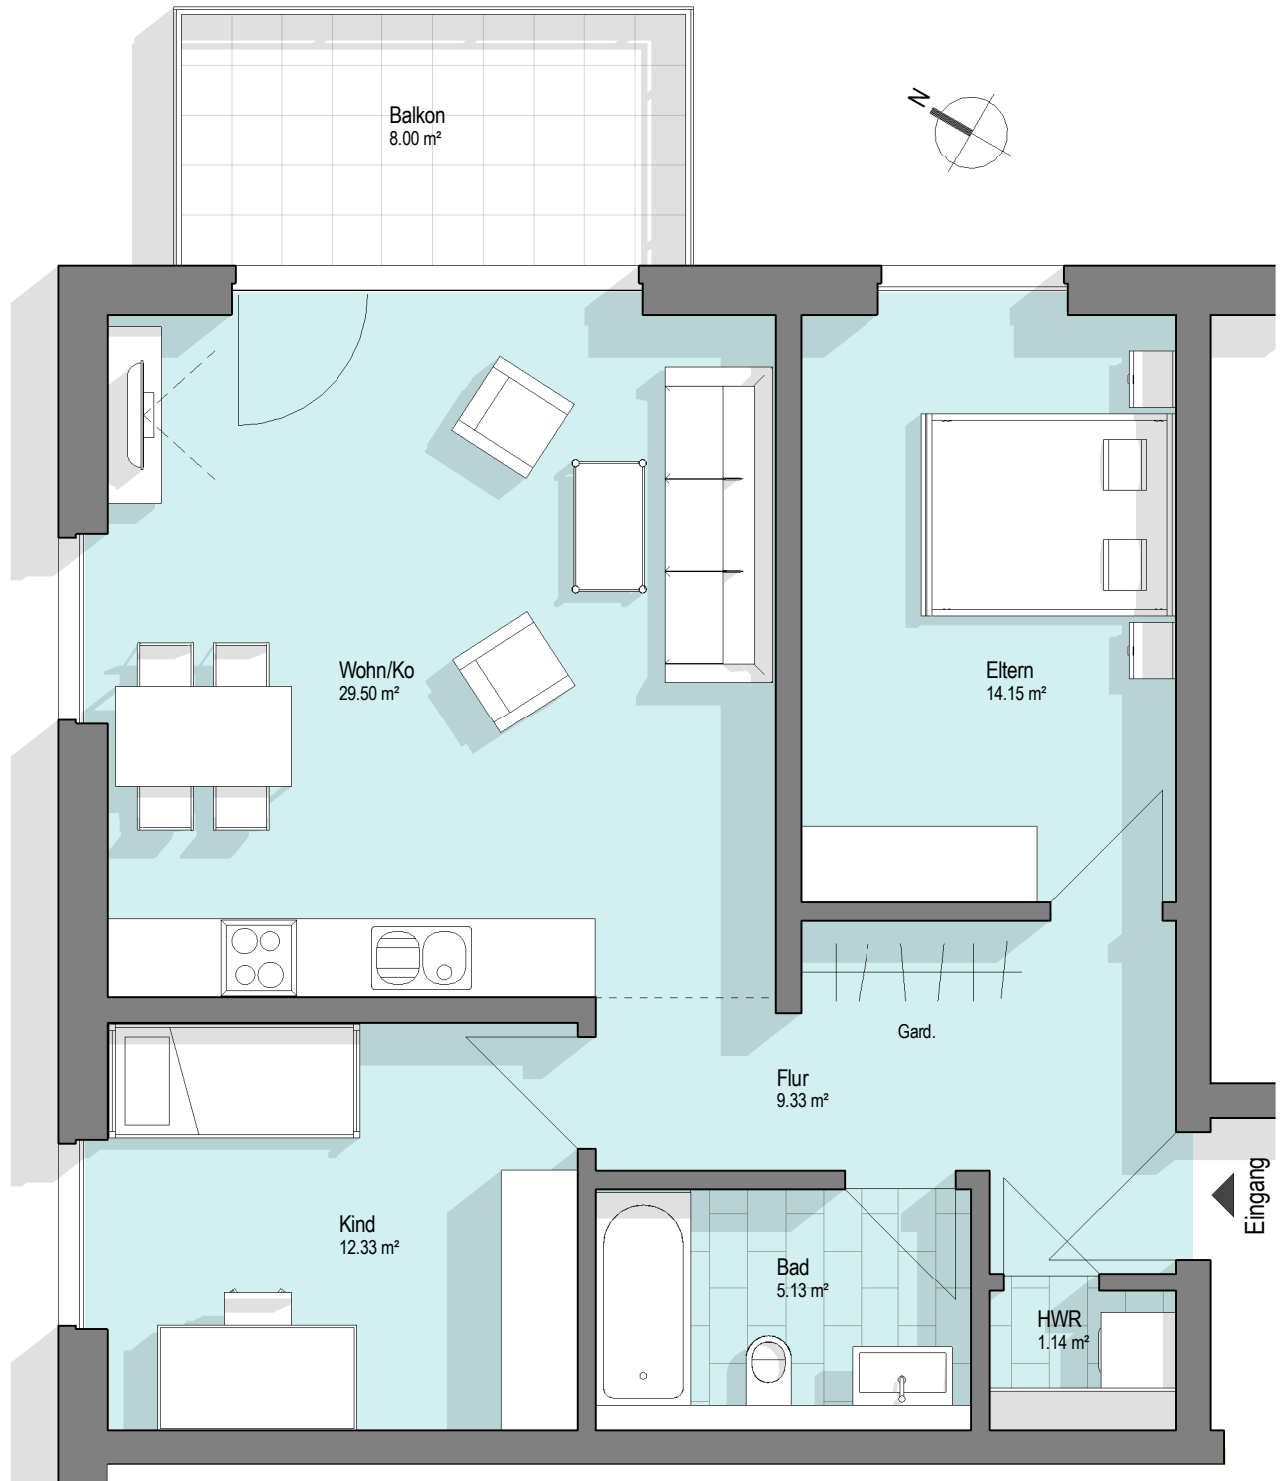 N
Balkon
8.00 m²
Wohn/Ko
29.50 m²
Eltern
14.15 m²
Gard.
Flur
9.33 m²
Eingang
Kind
12.33 m²
Bad
5.13 m²
HWR
1.14 m²